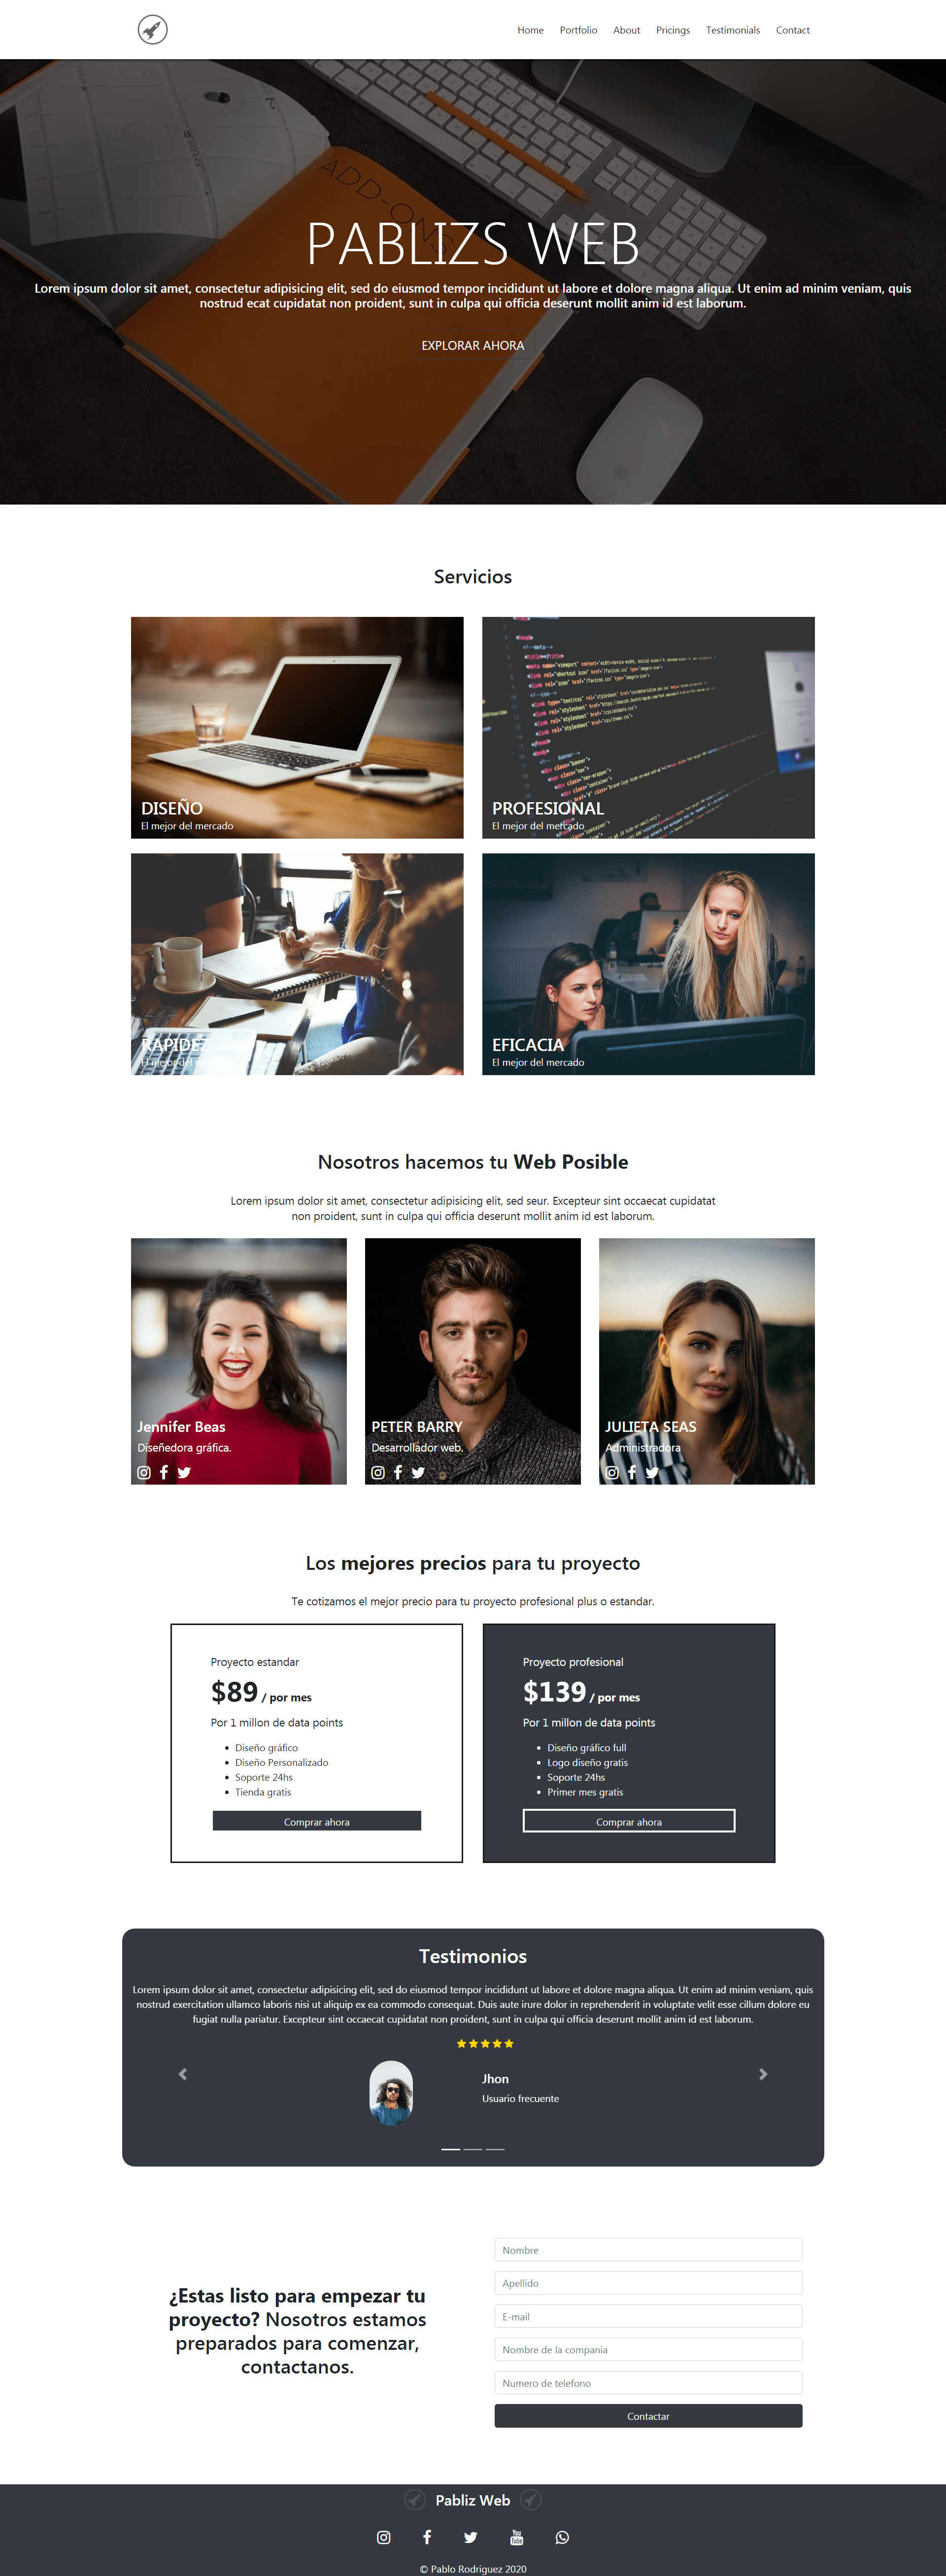 Home Portfolio About Pricings Testimonials Contact
ADD-ONS
PABLIZS WEB
Lorem ipsum dolor sit amet, consectetur adipisicing elit, sed do eiusmod tempor incididunt ut labore et dolore magna aliqua. Ut enim ad minim veniam, quis
nostrud ecat cupidatat non proident, sunt in culpa qui officia deserunt mollit anim id est laborum.
EXPLORAR AHORA
Servicios
DISEÑO
El mejor del mercado
PROFESIONAL
El mejor del mercado
RAPIDEZ
El mejor del
EFICACIA
El mejor del mercado
Nosotros hacemos tu Web Posible
Lorem ipsum dolor sit amet, consectetur adipisicing elit, sed seur. Excepteur sint occaecat cupidatat
non proident, sunt in culpa qui officia deserunt mollit anim id est laborum.
Jennifer Beas
Diseñedora gráfica.
PETER BARRY
Desarrollador web.
JULIETA SEAS
Administradora
Los mejores precios para tu proyecto
Te cotizamos el mejor precio para tu proyecto profesional plus o estandar.
Proyecto estandar
$89 / por mes
Por 1 millon de data points
• Diseño gráfico
• Diseño Personalizado
• Soporte 24hs
• Tienda gratis
Comprar ahora
Proyecto profesional
$139 / por mes
Por 1 millon de data points
• Diseño gráfico full
• Logo diseño gratis
• Soporte 24hs
• Primer mes gratis
Comprar ahora
Testimonios
Lorem ipsum dolor sit amet, consectetur adipisicing elit, sed do eiusmod tempor incididunt ut labore et dolore magna aliqua. Ut enim ad minim veniam, quis
nostrud exercitation ullamco laboris nisi ut aliquip ex ea commodo consequat. Duis aute irure dolor in reprehenderit in voluptate velit esse cillum dolore eu
fugiat nulla pariatur. Excepteur sint occaecat cupidatat non proident, sunt in culpa qui officia deserunt mollit anim id est laborum.
Jhon
Usuario frecuente
¿Estas listo para empezar tu
proyecto? Nosotros estamos
preparados para comenzar,
contactanos.
Nombre
Apellido
E-mail
Nombre de la compania
Numero de telefono
Contactar
Pabliz Web
You
Tube
© Pablo Rodriguez 2020